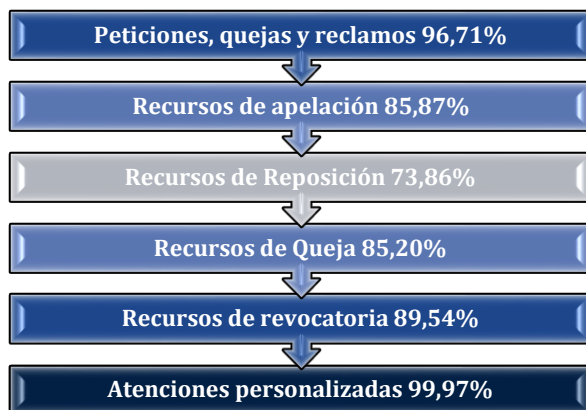 Peticiones, quejas y reclamos 96,71%
Recursos de apelación 85,87%
Recursos de Reposición 73,86%
Recursos de Queja 85,20%
Recursos de revocatoria 89,54%
Atenciones personalizadas 99,97%